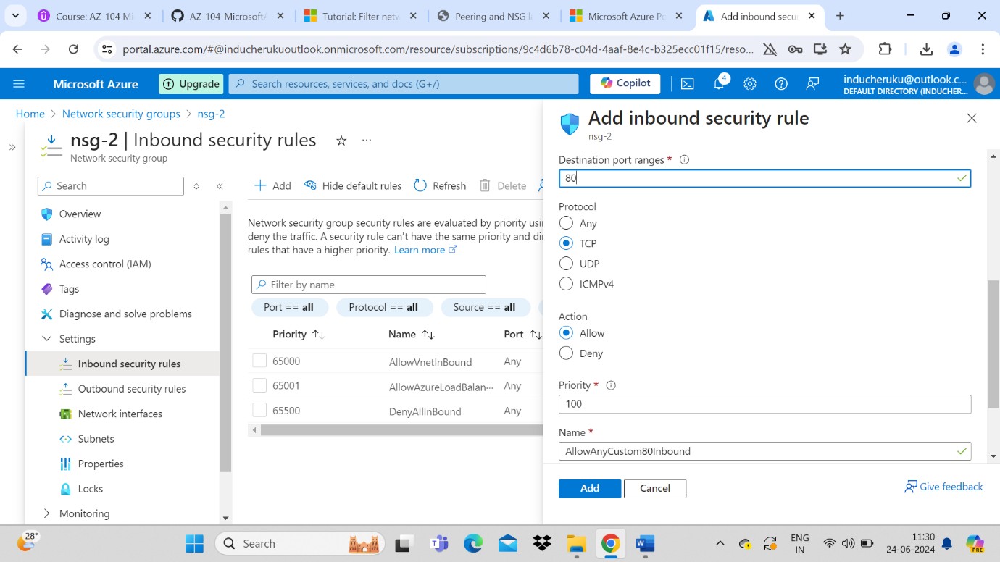 Course: AZ-104 Mi
AZ-104-MicrosoftA
Tutorial: Filter netw
Peering and NSG la
Microsoft Azure Po
Add inbound secu
portal.azure.com/#@inducherukuoutlook.onmicrosoft.com/resource/subscriptions/9c4d6b78-c04d-4aaf-8e4c-b325ecc01f15/reso...
Microsoft Azure
Upgrade
Search resources, services, and docs (G+/)
Copilot
4
inducheruku@outlook.c...
DEFAULT DIRECTORY (INDUCHER...
Home > Network security groups > nsg-2
nsg-2 | Inbound security rules
Network security group
Search
Overview
Activity log
Access control (IAM)
Tags
Diagnose and solve problems
Settings
Inbound security rules
Outbound security rules
Network interfaces
Subnets
Properties
Locks
Monitoring
Add
Hide default rules
Refresh
Delete
Network security group security rules are evaluated by priority usi
deny the traffic. A security rule can't have the same priority and di
rules that have a higher priority. Learn more
Filter by name
Port == all
Protocol == all
Source == all
Priority Name Port
65000 AllowVnetInBound Any
65001 AllowAzureLoadBalan... Any
65500 DenyAllInBound Any
Add inbound security rule
nsg-2
Destination port ranges *
80
Protocol
Any
TCP
UDP
ICMPv4
Action
Allow
Deny
Priority *
100
Name *
AllowAnyCustom80Inbound
Add
Cancel
Give feedback
28°
Search
ENG
IN
11:30
24-06-2024
PRE